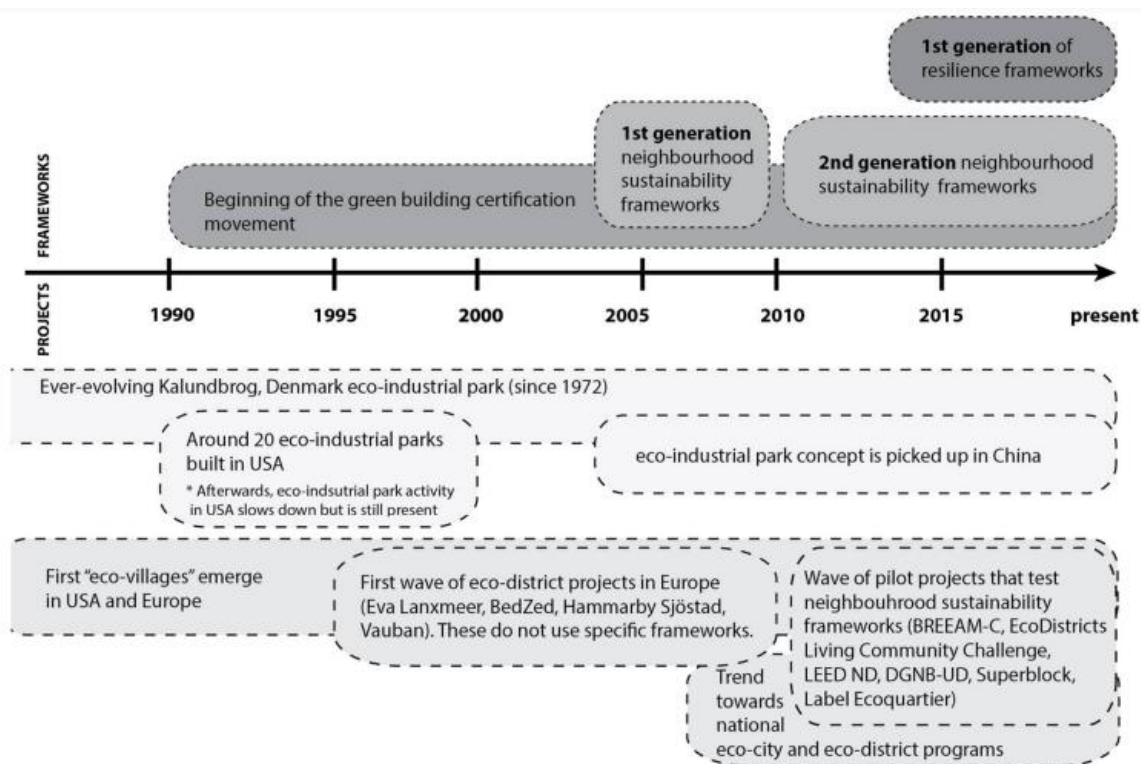 1st generation of
resilience frameworks
1st generation
neighbourhood
sustainability
frameworks
2nd generation neighbourhood
sustainability frameworks
Beginning of the green building certification
movement
FRAMEWORKS
PROJECTS
1990
1995
2000
2005
2010
2015
present
Ever-evolving Kalundbrog, Denmark eco-industrial park (since 1972)
Around 20 eco-industrial parks
built in USA
* Afterwards, eco-indsutrial park activity
in USA slows down but is still present
eco-industrial park concept is picked up in China
First "eco-villages" emerge
in USA and Europe
First wave of eco-district projects in Europe
(Eva Lanxmeer, BedZed, Hammarby Sjöstad,
Vauban). These do not use specific frameworks.
Wave of pilot projects that test
neighbouhrood sustainability
frameworks (BREEAM-C, EcoDistricts
Living Community Challenge,
LEED ND, DGNB-UD, Superblock,
Label Ecoquartier)
Trend
towards
national
eco-city and eco-district programs